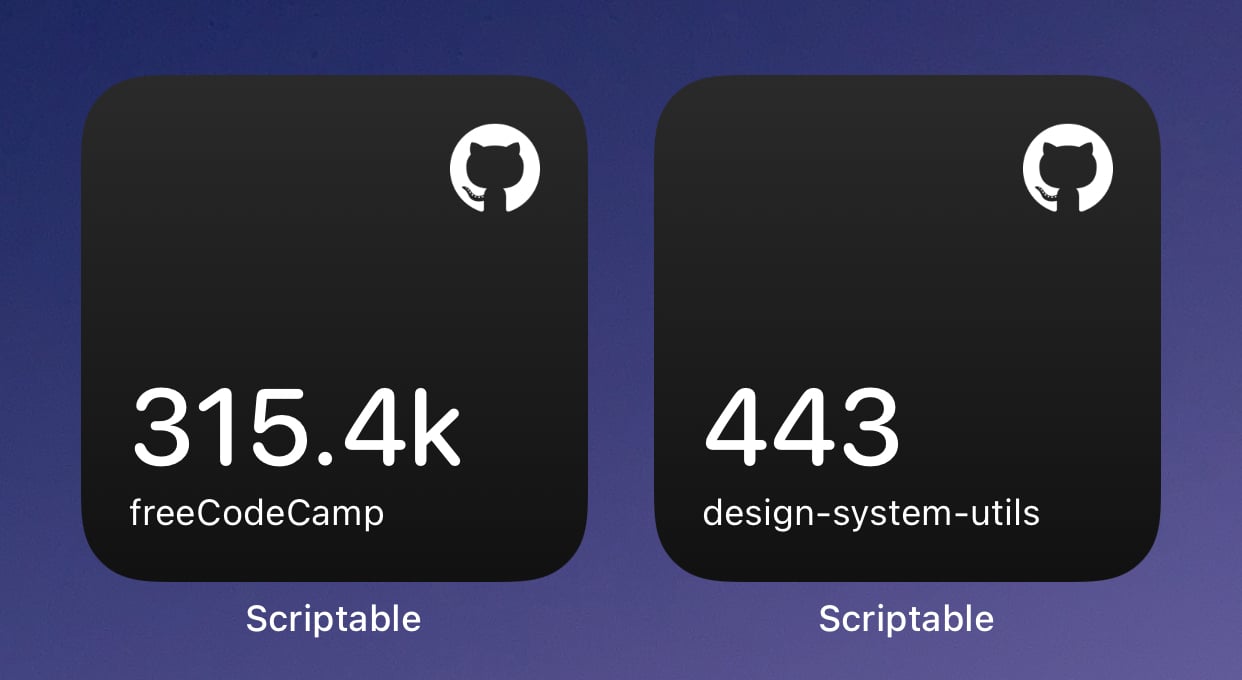 315.4k
freeCodeCamp
Scriptable
443
design-system-utils
Scriptable